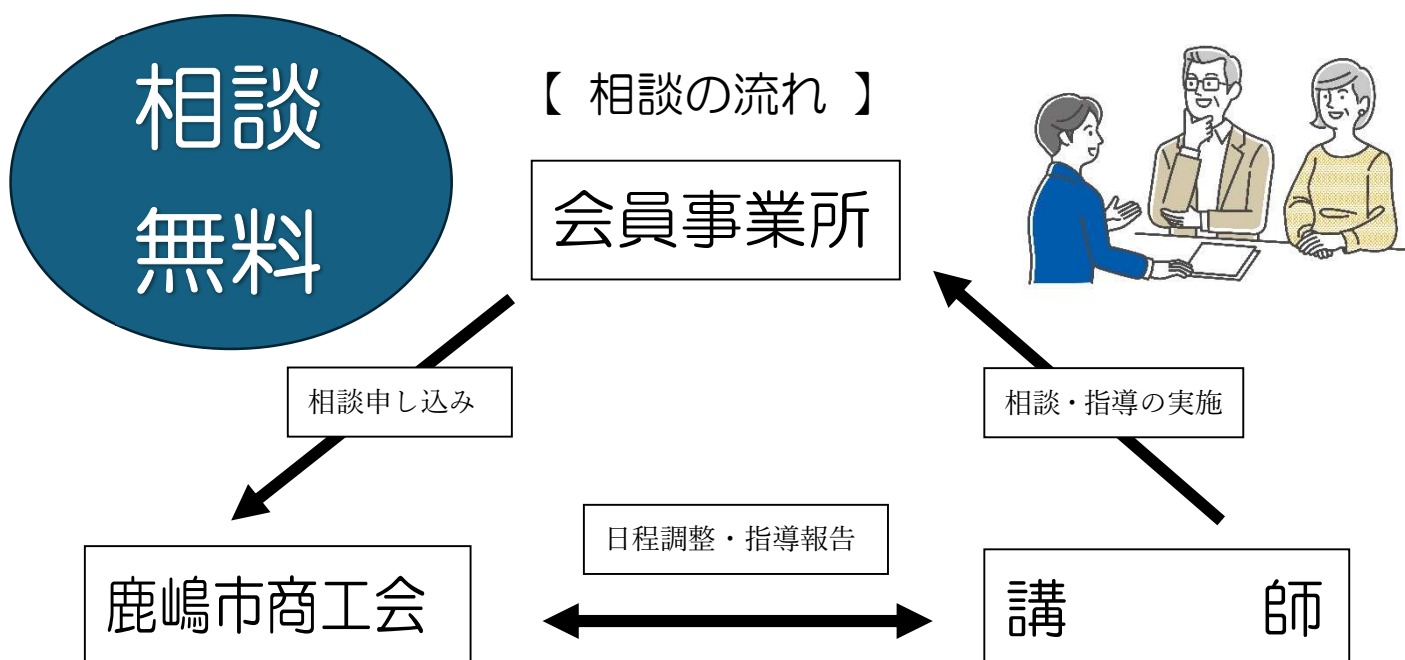 相談
無料
【 相談の流れ 】
会員事業所
相談申し込み
相談・指導の実施
日程調整・指導報告
鹿嶋市商工会
講　　　師